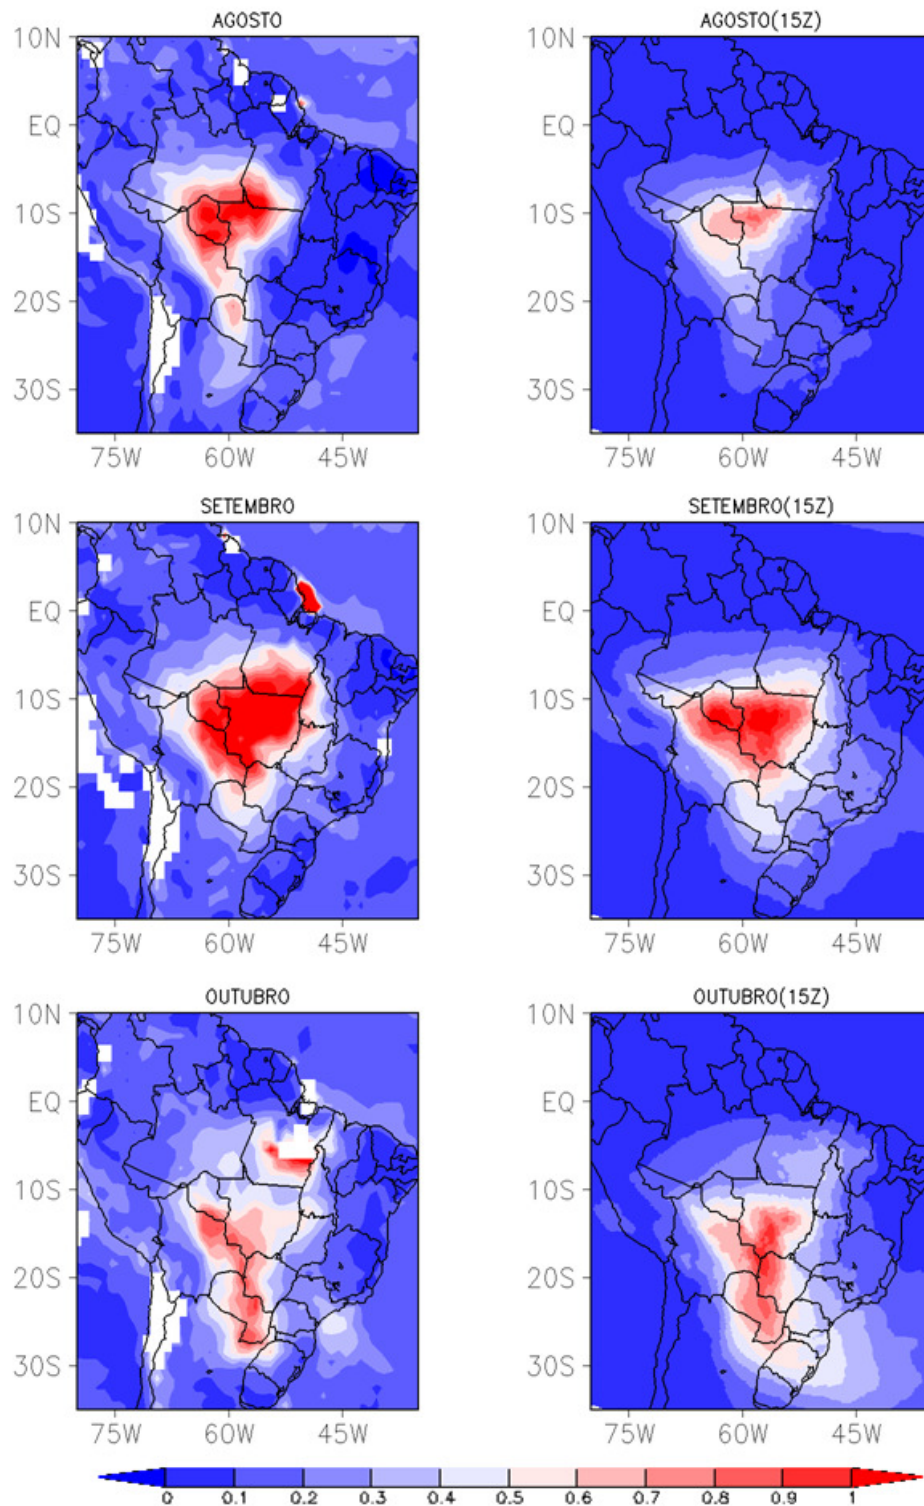 AGOSTO AGOSTO(15Z)
10N 10N
EQ EQ
10S 10S
20S 20S
30S 30S
75W 60W 45W 75W 60W 45W
SETEMBRO SETEMBRO(15Z)
10N 10N
EQ EQ
10S 10S
20S 20S
30S 30S
75W 60W 45W 75W 60W 45W
OUTUBRO OUTUBRO(15Z)
10N 10N
EQ EQ
10S 10S
20S 20S
30S 30S
75W 60W 45W 75W 60W 45W
0 0.1 0.2 0.3 0.4 0.5 0.6 0.7 0.8 0.9 1